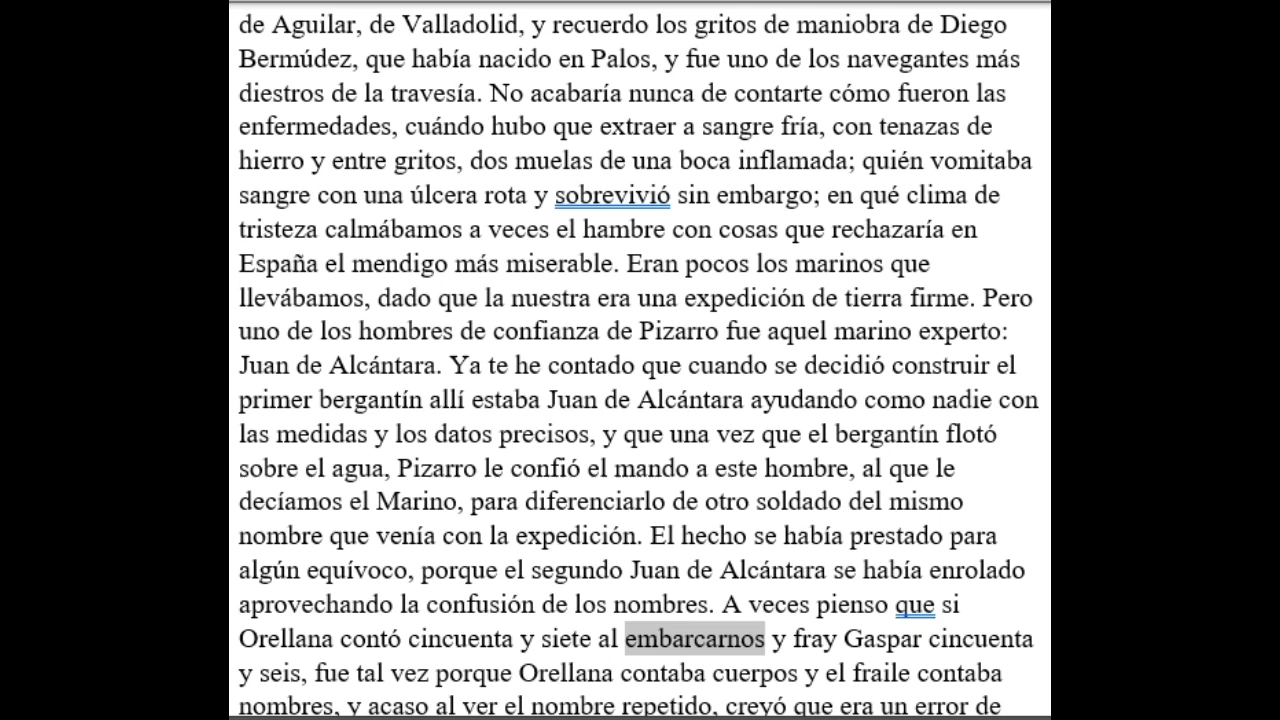 de Aguilar, de Valladolid, y recuerdo los gritos de maniobra de Diego
Bermúdez, que había nacido en Palos, y fue uno de los navegantes más
diestros de la travesía. No acabaría nunca de contarte cómo fueron las
enfermedades, cuándo hubo que extraer a sangre fría, con tenazas de
hierro y entre gritos, dos muelas de una boca inflamada; quién vomitaba
sangre con una úlcera rota y sobrevivió sin embargo; en qué clima de
tristeza calmábamos a veces el hambre con cosas que rechazaría en
España el mendigo más miserable. Eran pocos los marinos que
llevábamos, dado que la nuestra era una expedición de tierra firme. Pero
uno de los hombres de confianza de Pizarro fue aquel marino experto:
Juan de Alcántara. Ya te he contado que cuando se decidió construir el
primer bergantín allí estaba Juan de Alcántara ayudando como nadie con
las medidas y los datos precisos, y que una vez que el bergantín flotó
sobre el agua, Pizarro le confió el mando a este hombre, al que le
decíamos el Marino, para diferenciarlo de otro soldado del mismo
nombre que venía con la expedición. El hecho se había prestado para
algún equívoco, porque el segundo Juan de Alcántara se había enrolado
aprovechando la confusión de los nombres. A veces pienso que si
Orellana contó cincuenta y siete al embarcarnos y fray Gaspar cincuenta
y seis, fue tal vez porque Orellana contaba cuerpos y el fraile contaba
nombres, y acaso al ver el nombre repetido, creyó que era un error de